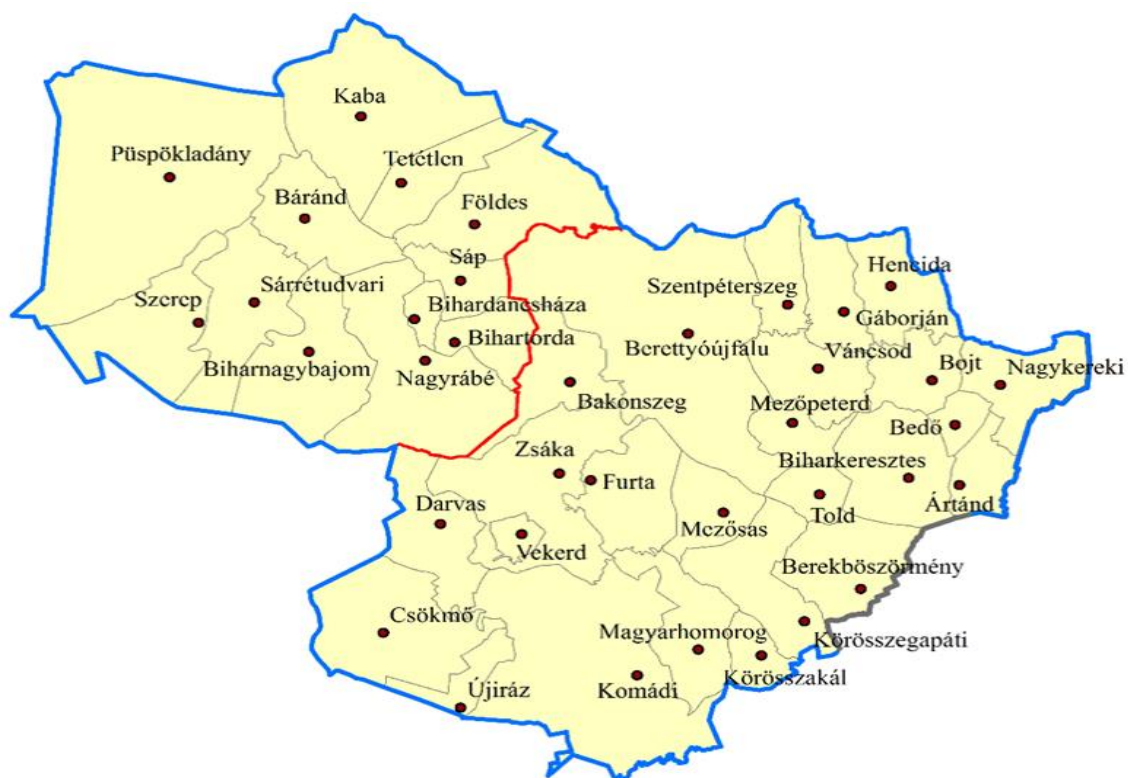 Kaba
Püspökladány
Tetétlen
Báránd
Földes
Sáp
Szerep
Sárrétudvari
Bihardancsháza
Bihartorda
Biharnagybajom
Nagyrábé
Hencida
Szentpéterszeg
Gáborján
Berettyóújfalu
Váncsod
Bojt
Nagykereki
Bakonszeg
Mezőpeterd
Bedő
Zsáka
Biharkeresztes
Furta
Ártánd
Told
Darvas
Mezősas
Vekerd
Berekböszörmény
Csökmő
Magyarhomorog
Körösszegapáti
Körösszakál
Újiráz
Komádi